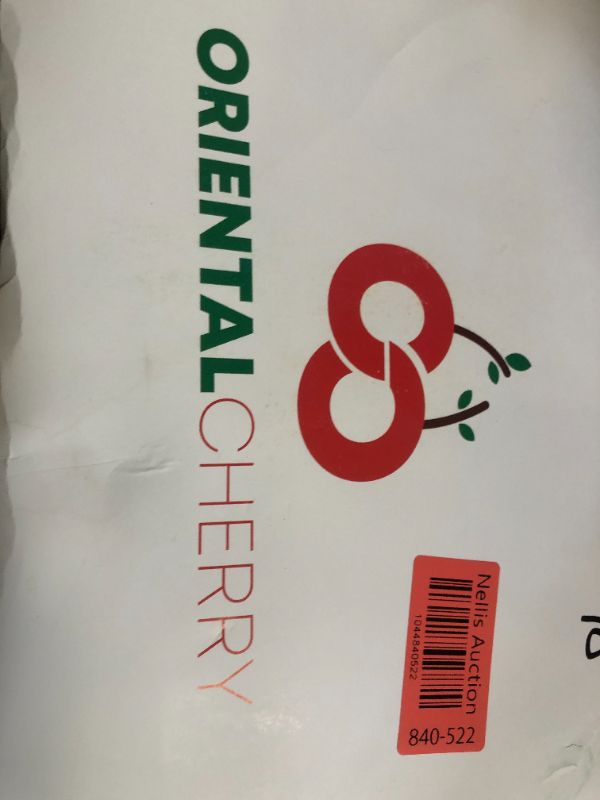 ORIENTALCHERRY
Nellis Auction
1044840522
840-522